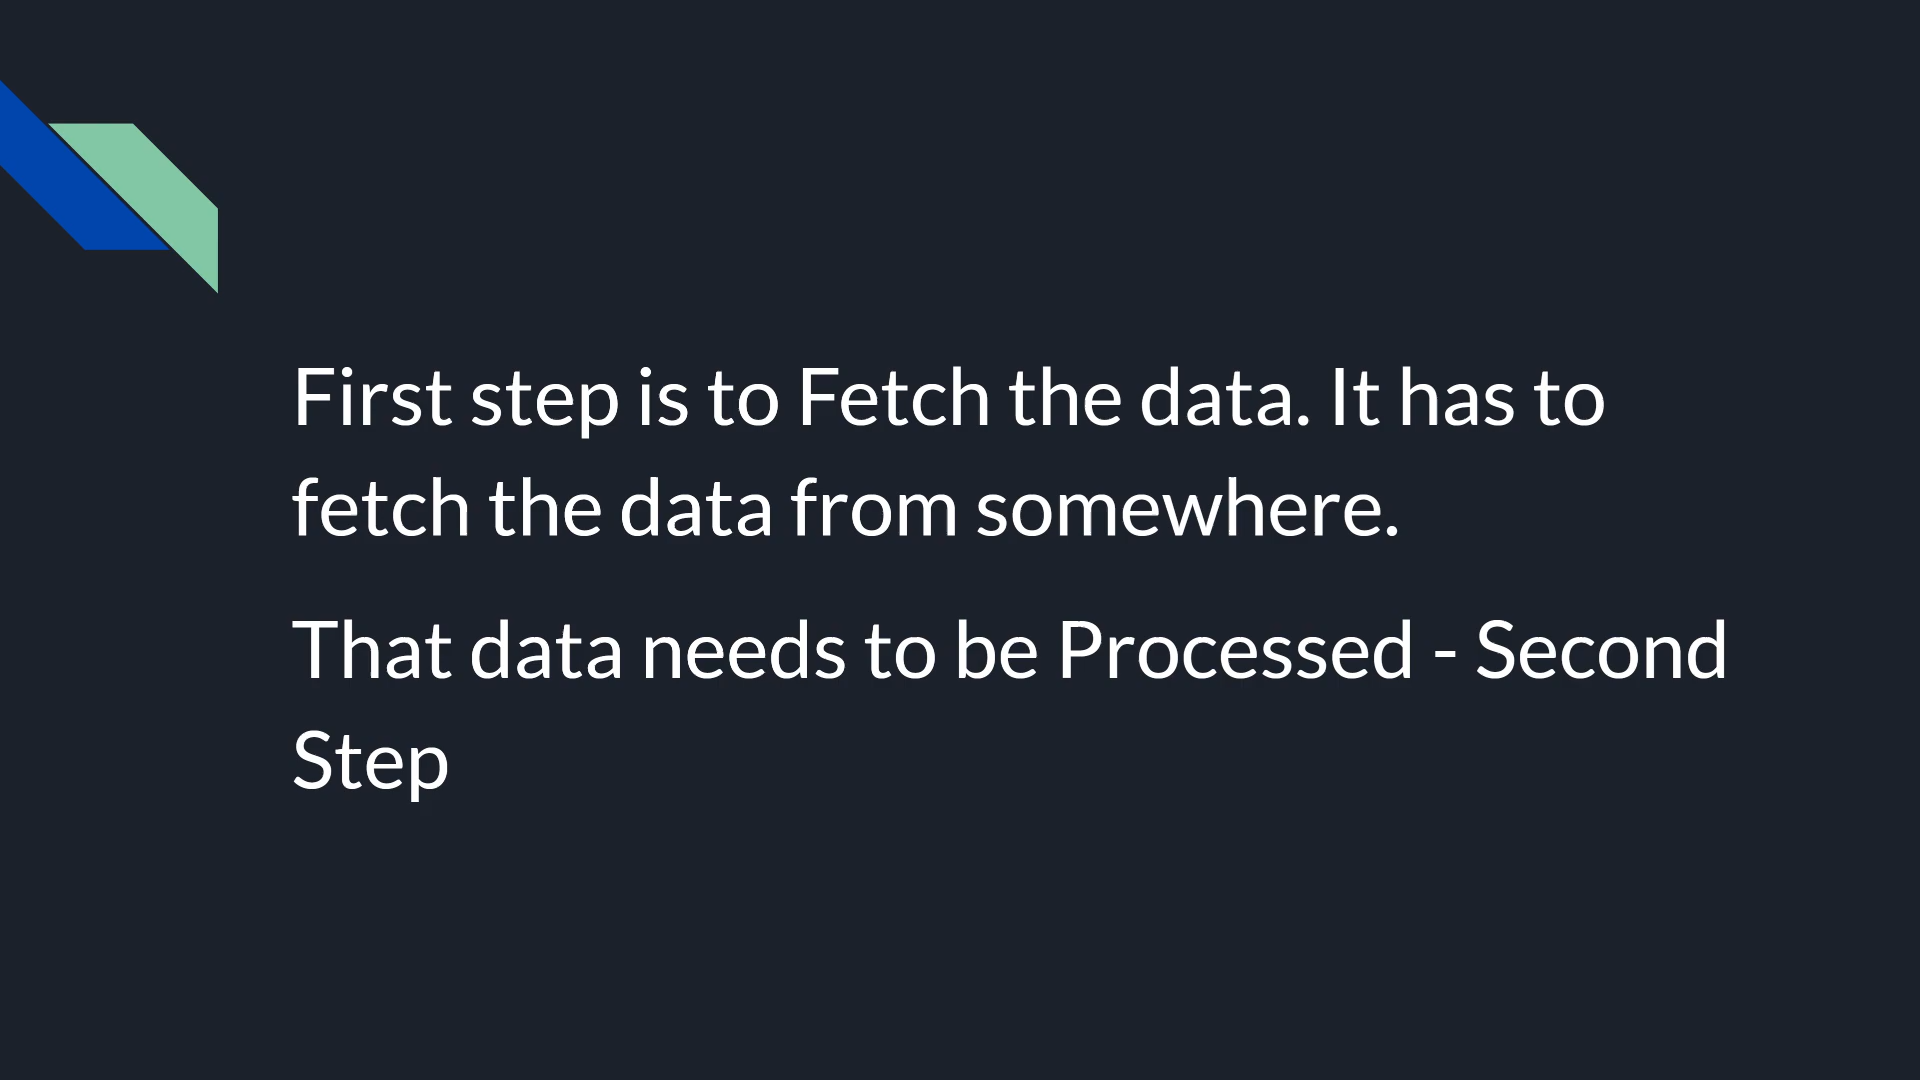 First step is to Fetch the data. It has to
fetch the data from somewhere.
That data needs to be Processed - Second
Step